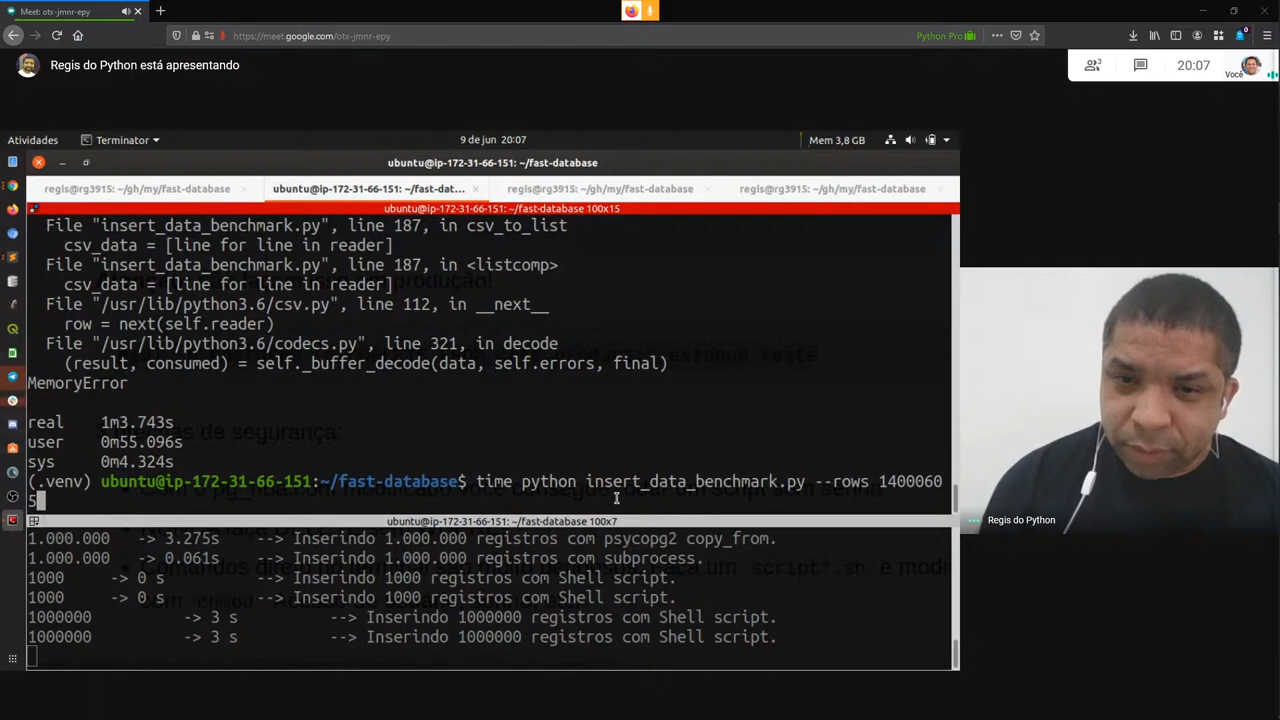 Meet: otx-jmnr-epy
https://meet.google.com/otx-jmnr-epy
Python Pro
Regis do Python está apresentando
3
20:07
Você
Atividades
Terminator
9 de jun 20:07
Mem 3,8 GB
ubuntu@ip-172-31-66-151: ~/fast-database
regis@rg3915: ~/gh/my/fast-database
ubuntu@ip-172-31-66-151: ~/fast-dat...
regis@rg3915: ~/gh/my/fast-database
regis@rg3915: ~/gh/my/fast-database
ubuntu@ip-172-31-66-151: ~/fast-database 100x15
File "insert_data_benchmark.py", line 187, in csv_to_list
csv_data = [line for line in reader]
File "insert_data_benchmark.py", line 187, in <listcomp>
csv_data = [line for line in reader]
File "/usr/lib/python3.6/csv.py", line 112, in __next__
row = next(self.reader)
File "/usr/lib/python3.6/codecs.py", line 321, in decode
(result, consumed) = self._buffer_decode(data, self.errors, final)
MemoryError
real 1m3.743s
user 0m55.096s
sys 0m4.324s
(.venv) ubuntu@ip-172-31-66-151:~/fast-database$ time python insert_data_benchmark.py --rows 1400060
5
ubuntu@ip-172-31-66-151: ~/fast-database 100x7
1.000.000 -> 3.275s --> Inserindo 1.000.000 registros com psycopg2 copy_from.
1.000.000 -> 0.061s --> Inserindo 1.000.000 registros com subprocess.
1000 -> 0 s --> Inserindo 1000 registros com Shell script.
1000 -> 0 s --> Inserindo 1000 registros com Shell script.
1000000 -> 3 s --> Inserindo 1000000 registros com Shell script.
1000000 -> 3 s --> Inserindo 1000000 registros com Shell script.
Regis do Python